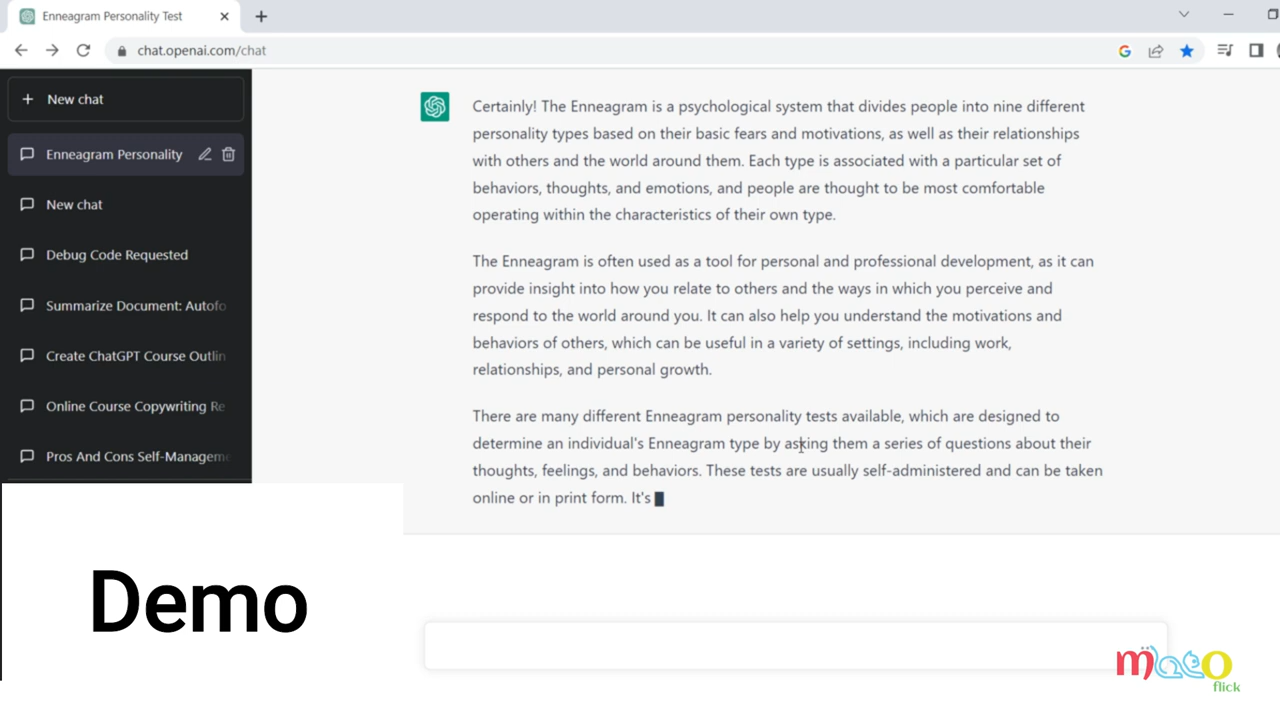 Enneagram Personality Test
chat.openai.com/chat
New chat
Enneagram Personality
New chat
Debug Code Requested
Summarize Document: Autofo
Create ChatGPT Course Outlin
Online Course Copywriting Re
Pros And Cons Self-Managem
Certainly! The Enneagram is a psychological system that divides people into nine different
personality types based on their basic fears and motivations, as well as their relationships
with others and the world around them. Each type is associated with a particular set of
behaviors, thoughts, and emotions, and people are thought to be most comfortable
operating within the characteristics of their own type.
The Enneagram is often used as a tool for personal and professional development, as it can
provide insight into how you relate to others and the ways in which you perceive and
respond to the world around you. It can also help you understand the motivations and
behaviors of others, which can be useful in a variety of settings, including work,
relationships, and personal growth.
There are many different Enneagram personality tests available, which are designed to
determine an individual's Enneagram type by asking them a series of questions about their
thoughts, feelings, and behaviors. These tests are usually self-administered and can be taken
online or in print form. It's
Demo
flick